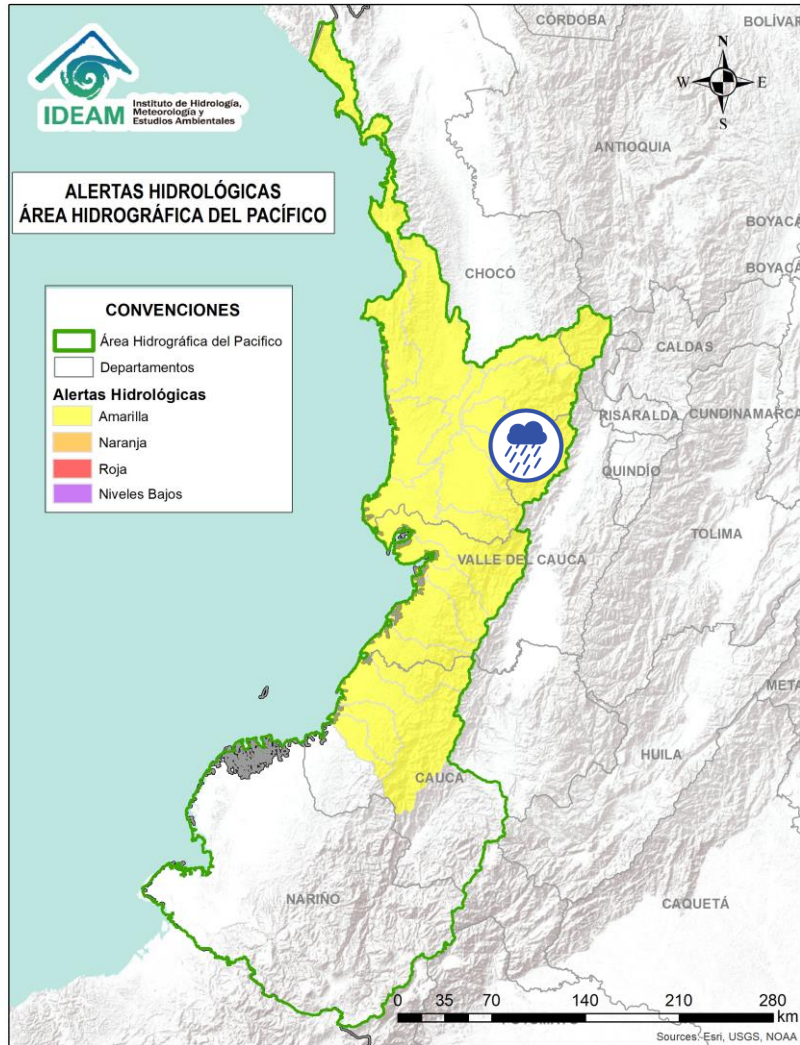 IDEAM
Instituto de Hidrología,
Meteorología y
Estudios Ambientales
ALERTAS HIDROLÓGICAS
ÁREA HIDROGRÁFICA DEL PACÍFICO
CONVENCIONES
Área Hidrográfica del Pacifico
Departamentos
Alertas Hidrológicas
Amarilla
Naranja
Roja
Niveles Bajos
CÓRDOBA
BOLÍVAR
N
W E
S
ANTIOQUIA
BOYACÁ
CHOCÓ
BOYACÁ
CALDAS
RISARALDA
CUNDINAMARCA
QUINDÍO
TOLIMA
VALLE DEL CAUCA
META
HUILA
CAUCA
NARIÑO
CAQUETÁ
0 35 70 140 210 280
km
Sources: Esri, USGS, NOAA